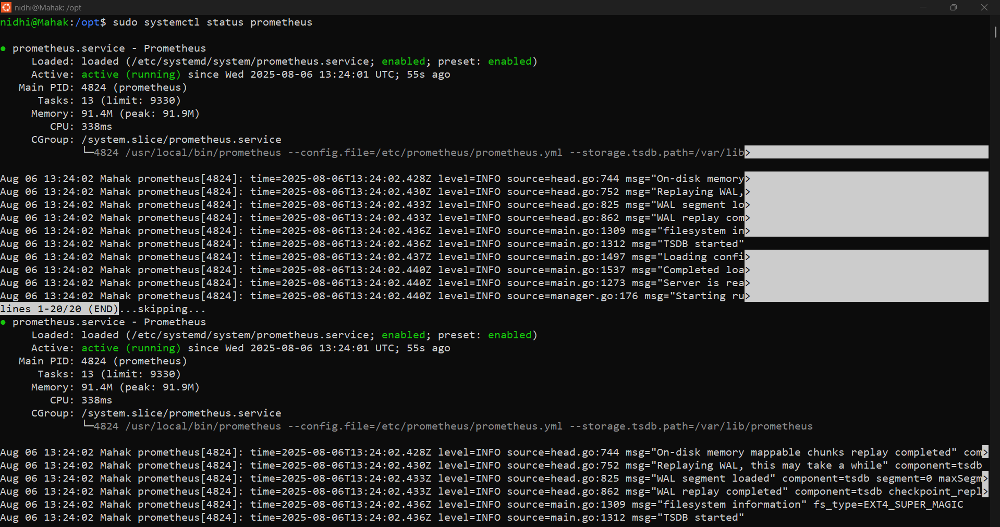 nidhi@Mahak: /opt
nidhi@Mahak:/opt$ sudo systemctl status prometheus
● prometheus.service - Prometheus
     Loaded: loaded (/etc/systemd/system/prometheus.service; enabled; preset: enabled)
     Active: active (running) since Wed 2025-08-06 13:24:01 UTC; 55s ago
   Main PID: 4824 (prometheus)
      Tasks: 13 (limit: 9330)
     Memory: 91.4M (peak: 91.9M)
        CPU: 338ms
     CGroup: /system.slice/prometheus.service
             └─4824 /usr/local/bin/prometheus --config.file=/etc/prometheus/prometheus.yml --storage.tsdb.path=/var/lib>
Aug 06 13:24:02 Mahak prometheus[4824]: time=2025-08-06T13:24:02.428Z level=INFO source=head.go:744 msg="On-disk memory>
Aug 06 13:24:02 Mahak prometheus[4824]: time=2025-08-06T13:24:02.430Z level=INFO source=head.go:752 msg="Replaying WAL,>
Aug 06 13:24:02 Mahak prometheus[4824]: time=2025-08-06T13:24:02.433Z level=INFO source=head.go:825 msg="WAL segment lo>
Aug 06 13:24:02 Mahak prometheus[4824]: time=2025-08-06T13:24:02.433Z level=INFO source=head.go:862 msg="WAL replay com>
Aug 06 13:24:02 Mahak prometheus[4824]: time=2025-08-06T13:24:02.436Z level=INFO source=main.go:1309 msg="filesystem in>
Aug 06 13:24:02 Mahak prometheus[4824]: time=2025-08-06T13:24:02.436Z level=INFO source=main.go:1312 msg="TSDB started"
Aug 06 13:24:02 Mahak prometheus[4824]: time=2025-08-06T13:24:02.437Z level=INFO source=main.go:1497 msg="Loading confi>
Aug 06 13:24:02 Mahak prometheus[4824]: time=2025-08-06T13:24:02.440Z level=INFO source=main.go:1537 msg="Completed loa>
Aug 06 13:24:02 Mahak prometheus[4824]: time=2025-08-06T13:24:02.440Z level=INFO source=main.go:1273 msg="Server is rea>
Aug 06 13:24:02 Mahak prometheus[4824]: time=2025-08-06T13:24:02.440Z level=INFO source=manager.go:176 msg="Starting ru>
lines 1-20/20 (END)...skipping...
● prometheus.service - Prometheus
     Loaded: loaded (/etc/systemd/system/prometheus.service; enabled; preset: enabled)
     Active: active (running) since Wed 2025-08-06 13:24:01 UTC; 55s ago
   Main PID: 4824 (prometheus)
      Tasks: 13 (limit: 9330)
     Memory: 91.4M (peak: 91.9M)
        CPU: 338ms
     CGroup: /system.slice/prometheus.service
             └─4824 /usr/local/bin/prometheus --config.file=/etc/prometheus/prometheus.yml --storage.tsdb.path=/var/lib/prometheus
Aug 06 13:24:02 Mahak prometheus[4824]: time=2025-08-06T13:24:02.428Z level=INFO source=head.go:744 msg="On-disk memory mappable chunks replay completed" com>
Aug 06 13:24:02 Mahak prometheus[4824]: time=2025-08-06T13:24:02.430Z level=INFO source=head.go:752 msg="Replaying WAL, this may take a while" component=tsdb
Aug 06 13:24:02 Mahak prometheus[4824]: time=2025-08-06T13:24:02.433Z level=INFO source=head.go:825 msg="WAL segment loaded" component=tsdb segment=0 maxSegm>
Aug 06 13:24:02 Mahak prometheus[4824]: time=2025-08-06T13:24:02.433Z level=INFO source=head.go:862 msg="WAL replay completed" component=tsdb checkpoint_repl>
Aug 06 13:24:02 Mahak prometheus[4824]: time=2025-08-06T13:24:02.436Z level=INFO source=main.go:1309 msg="filesystem information" fs_type=EXT4_SUPER_MAGIC
Aug 06 13:24:02 Mahak prometheus[4824]: time=2025-08-06T13:24:02.436Z level=INFO source=main.go:1312 msg="TSDB started"